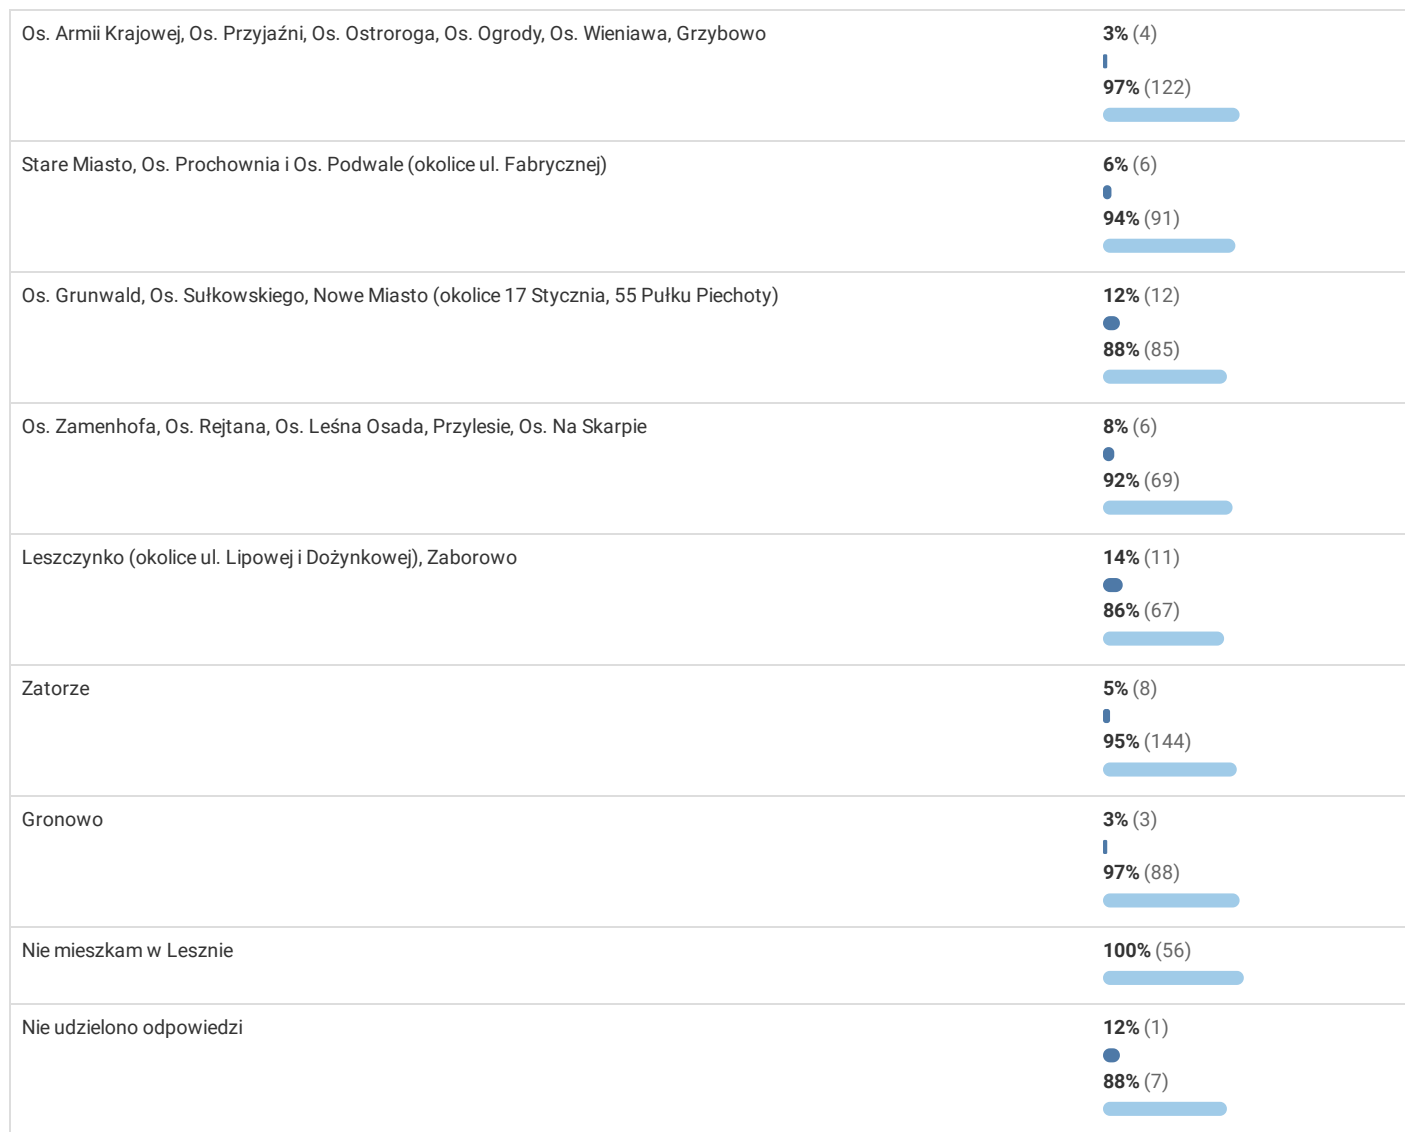 Os. Armii Krajowej, Os. Przyjaźni, Os. Ostroroga, Os. Ogrody, Os. Wieniawa, Grzybowo
3% (4)
97% (122)
Stare Miasto, Os. Prochownia i Os. Podwale (okolice ul. Fabrycznej)
6% (6)
94% (91)
Os. Grunwald, Os. Sułkowskiego, Nowe Miasto (okolice 17 Stycznia, 55 Pułku Piechoty)
12% (12)
88% (85)
Os. Zamenhofa, Os. Rejtana, Os. Leśna Osada, Przylesie, Os. Na Skarpie
8% (6)
92% (69)
Leszczynko (okolice ul. Lipowej i Dożynkowej), Zaborowo
14% (11)
86% (67)
Zatorze
5% (8)
95% (144)
Gronowo
3% (3)
97% (88)
Nie mieszkam w Lesznie
100% (56)
Nie udzielono odpowiedzi
12% (1)
88% (7)